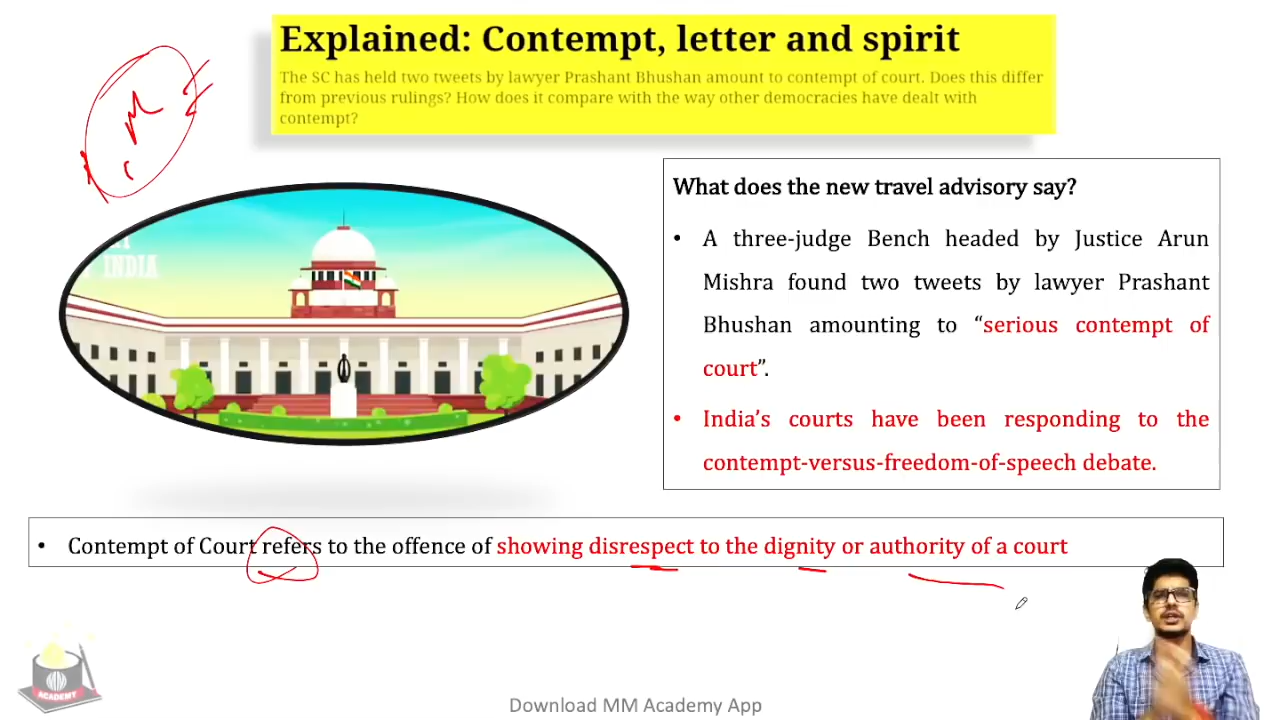 Explained: Contempt, letter and spirit
The SC has held two tweets by lawyer Prashant Bhushan amount to contempt of court. Does this differ
from previous rulings? How does it compare with the way other democracies have dealt with
contempt?
INDIA
What does the new travel advisory say?
• A three-judge Bench headed by Justice Arun
Mishra found two tweets by lawyer Prashant
Bhushan amounting to “serious contempt of
court”.
• India’s courts have been responding to the
contempt-versus-freedom-of-speech debate.
• Contempt of Court refers to the offence of showing disrespect to the dignity or authority of a court
ACADEMY
Download MM Academy App